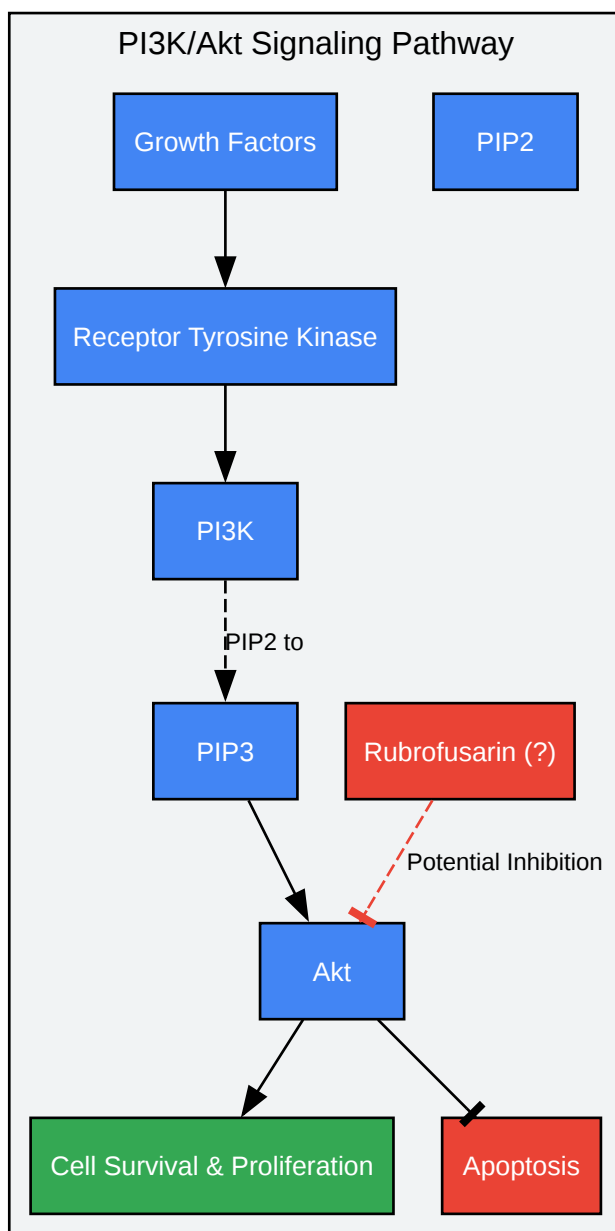 PI3K/Akt Signaling Pathway
Growth Factors
PIP2
Receptor Tyrosine Kinase
PI3K
PIP2 to
PIP3
Rubrofusarin (?)
Potential Inhibition
Akt
Cell Survival & Proliferation
Apoptosis